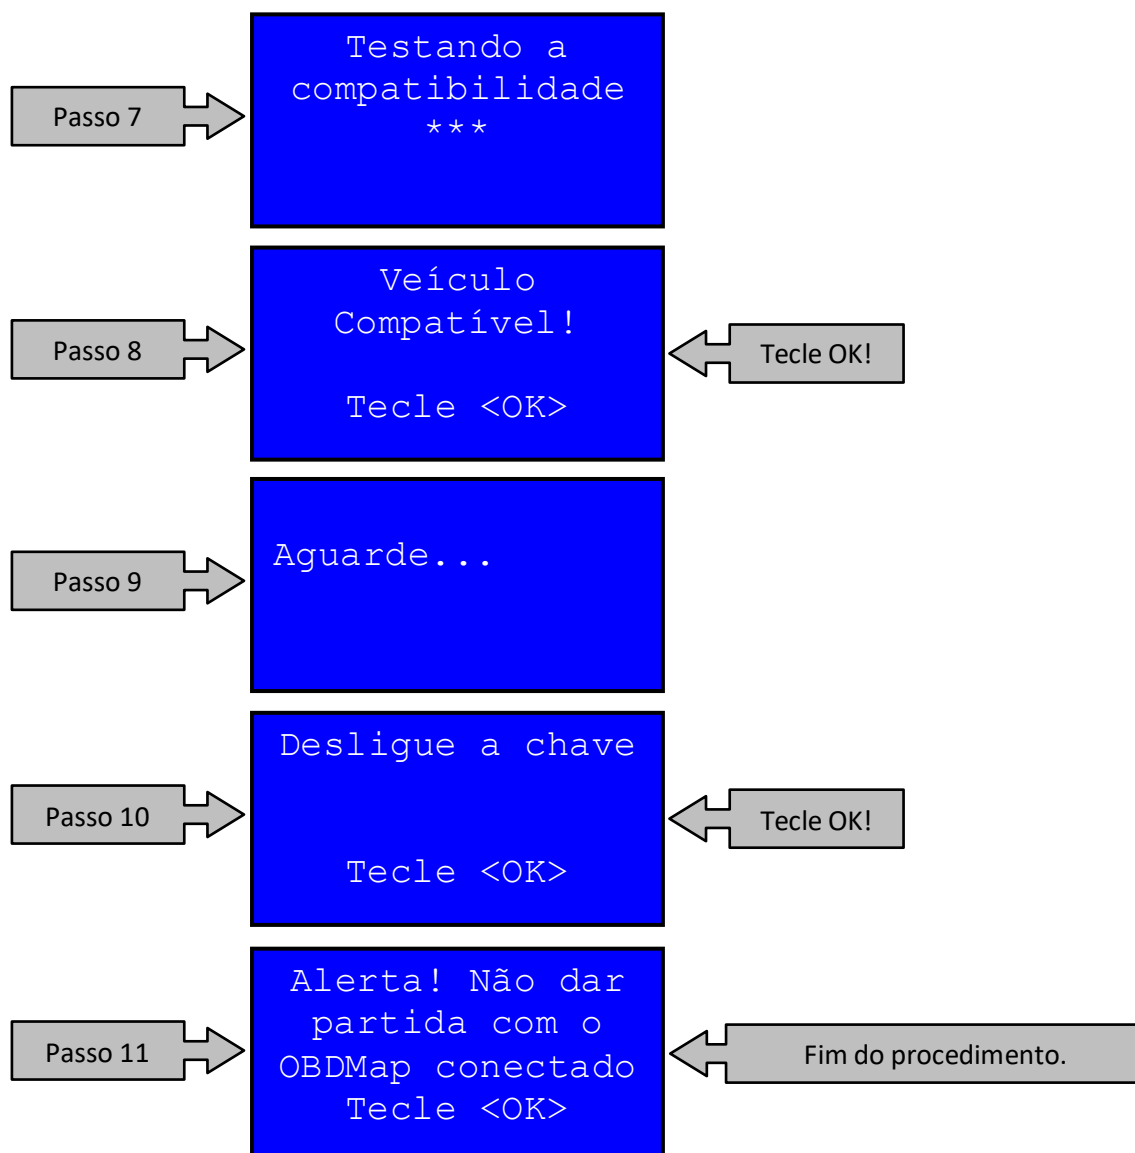 Testando a
compatibilidade
***
Passo 7
Veículo
Compatível!
Passo 8
Tecle OK!
Tecle <OK>
Aguarde...
Passo 9
Desligue a chave
Passo 10
Tecle OK!
Tecle <OK>
Alerta! Não dar
partida com o
Passo 11
Fim do procedimento.
OBDMap conectado
Tecle <OK>